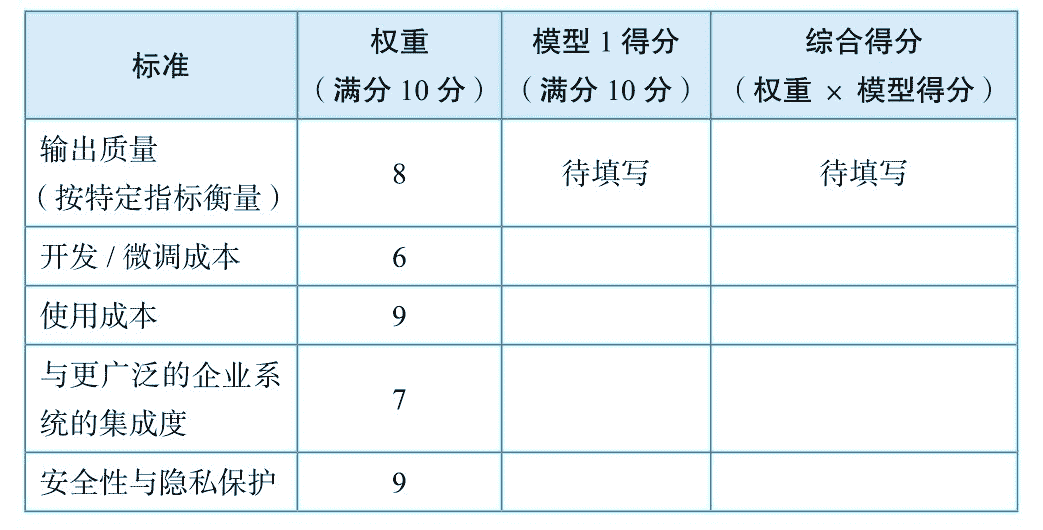 标准
权重
（满分 10 分）
模型 1 得分
（满分 10 分）
综合得分
（权重 × 模型得分）
输出质量
（按特定指标衡量）
8
待填写
待填写
开发 / 微调成本
6
使用成本
9
与更广泛的企业系
统的集成度
7
安全性与隐私保护
9